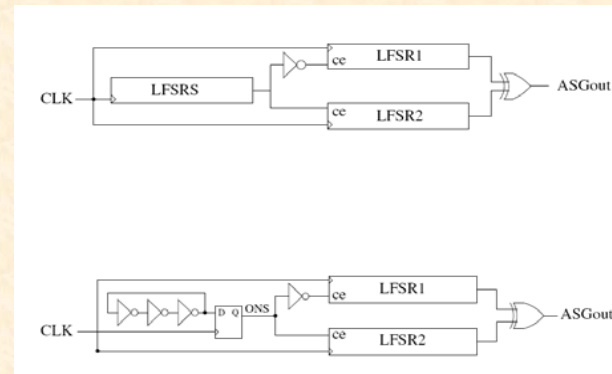 LFSR1
ce
LFSRS
CLK
ASGout
ce
LFSR2
LFSR1
ce
D Q ONS
CLK
ASGout
ce
LFSR2